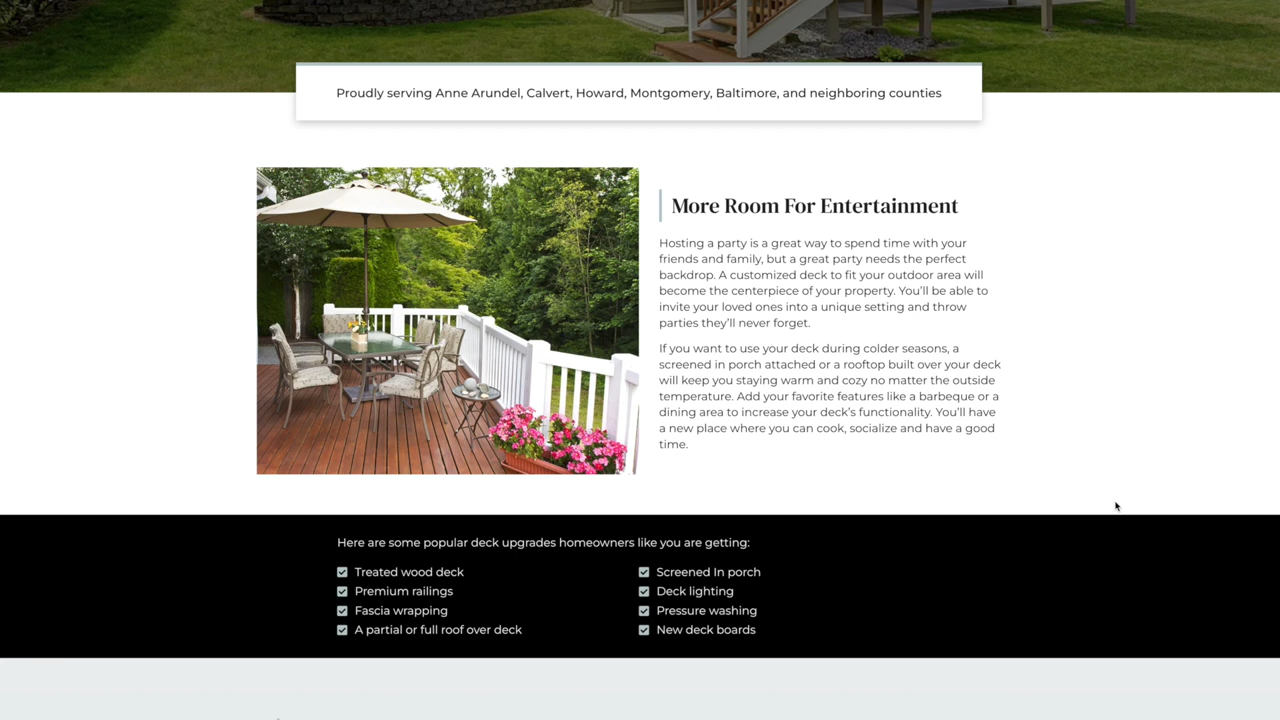 Proudly serving Anne Arundel, Calvert, Howard, Montgomery, Baltimore, and neighboring counties
More Room For Entertainment
Hosting a party is a great way to spend time with your
friends and family, but a great party needs the perfect
backdrop. A customized deck to fit your outdoor area will
become the centerpiece of your property. You’ll be able to
invite your loved ones into a unique setting and throw
parties they’ll never forget.
If you want to use your deck during colder seasons, a
screened in porch attached or a rooftop built over your deck
will keep you staying warm and cozy no matter the outside
temperature. Add your favorite features like a barbeque or a
dining area to increase your deck’s functionality. You’ll have
a new place where you can cook, socialize and have a good
time.
Here are some popular deck upgrades homeowners like you are getting:
Treated wood deck
Premium railings
Fascia wrapping
A partial or full roof over deck
Screened In porch
Deck lighting
Pressure washing
New deck boards